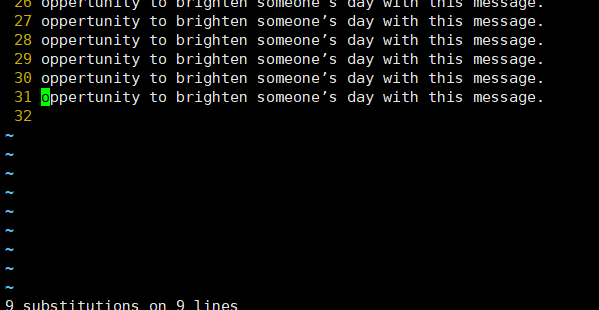 26 oppertunity to brighten someone’s day with this message.
27 oppertunity to brighten someone’s day with this message.
28 oppertunity to brighten someone’s day with this message.
29 oppertunity to brighten someone’s day with this message.
30 oppertunity to brighten someone’s day with this message.
31 oppertunity to brighten someone’s day with this message.
32
~
~
~
~
~
~
~
~
~
9 substitutions on 9 lines